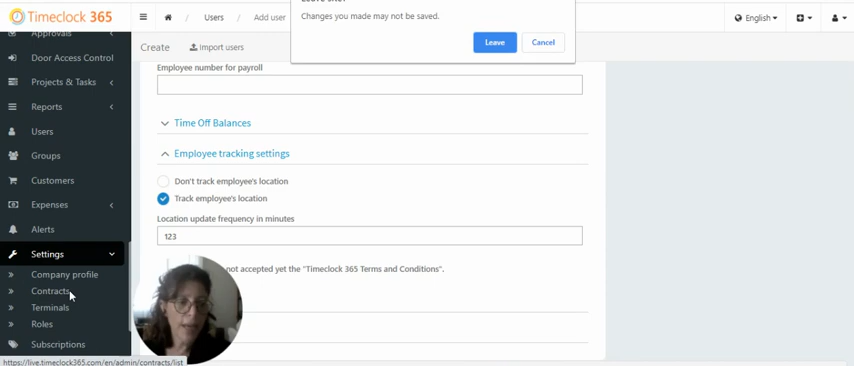 Timeclock 365
Users
Add user
Changes you made may not be saved.
Leave
Cancel
English
Create
Import users
Approvals
Door Access Control
Projects & Tasks
Reports
Users
Groups
Customers
Expenses
Alerts
Settings
Company profile
Contracts
Terminals
Roles
Subscriptions
Employee number for payroll
Time Off Balances
Employee tracking settings
Don't track employee's location
Track employee's location
Location update frequency in minutes
123
not accepted yet the "Timeclock 365 Terms and Conditions".
https://live.timeclock365.com/en/admin/contracts/list